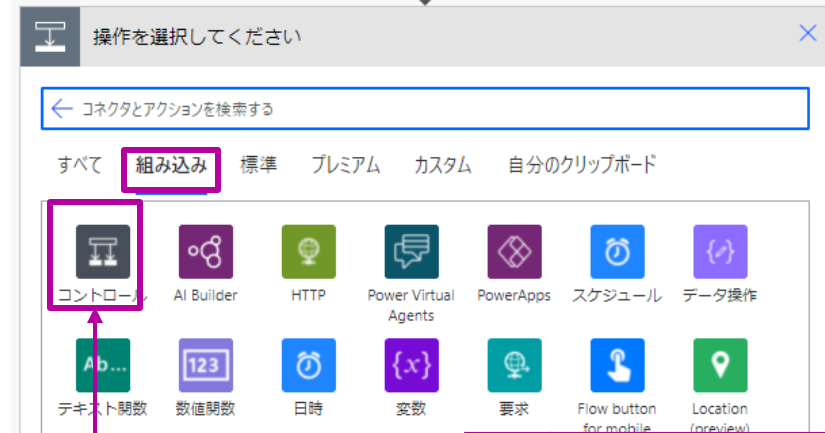 操作を選択してください
コネクタとアクションを検索する
すべて 組み込み 標準 プレミアム カスタム 自分のクリップボード
コントロール AI Builder HTTP Power Virtual Agents PowerApps スケジュール データ操作
Ab...
123
{x}
テキスト関数 数値関数 日時 変数 要求 Flow button for mobile Location (preview)